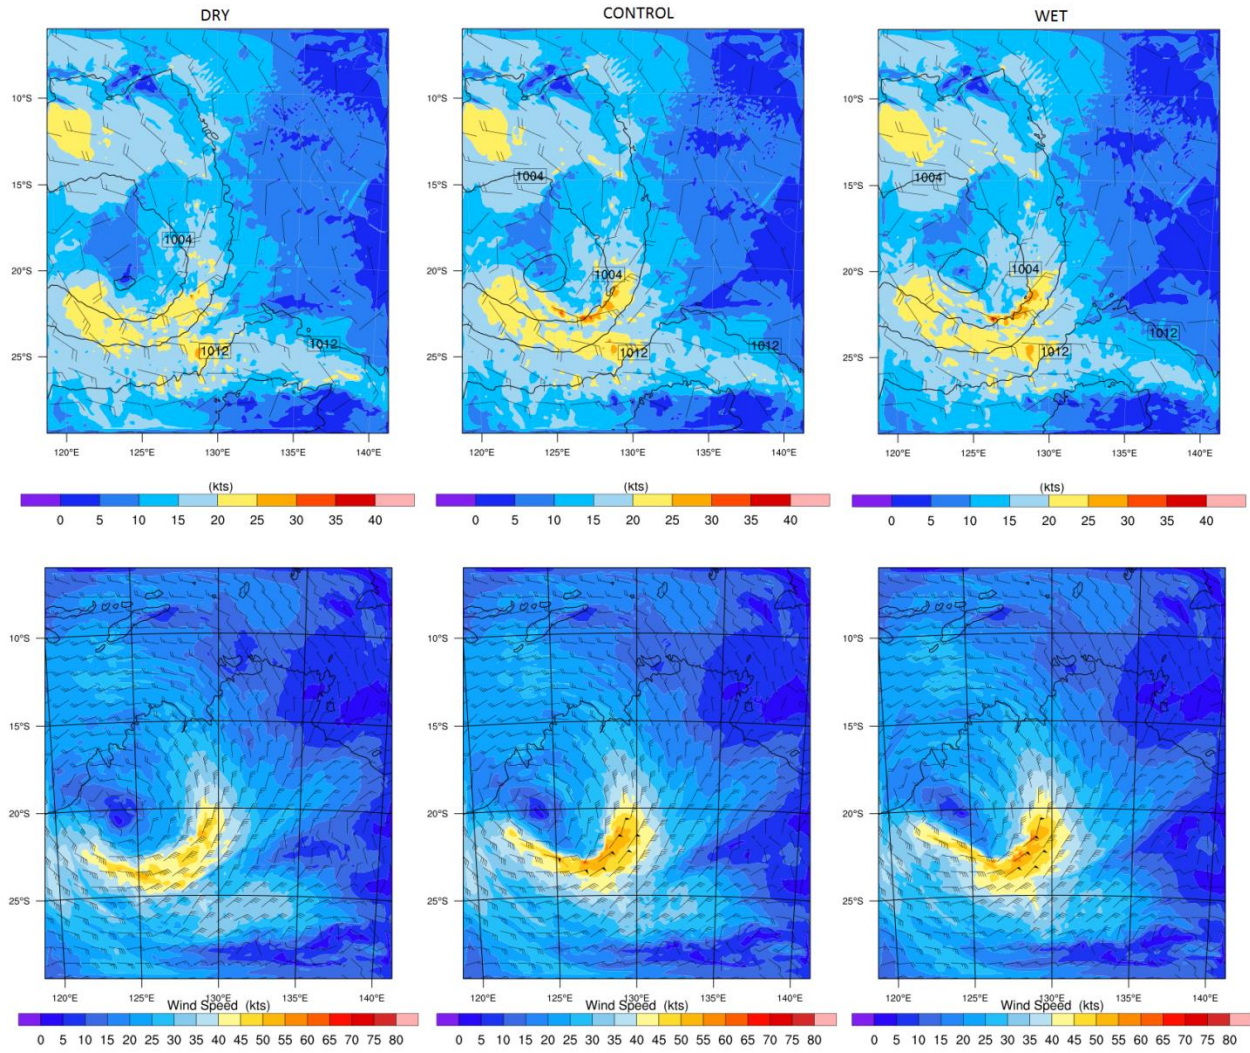 DRY CONTROL WET
10°S 10°S 10°S
15°S 15°S 15°S
1004 1004
1004
20°S 20°S 20°S
1004 1004
25°S 25°S 25°S
1012 1012 1012 1012 1012 1012
120°E 125°E 130°E 135°E 140°E 120°E 125°E 130°E 135°E 140°E 120°E 125°E 130°E 135°E 140°E
(kts) (kts) (kts)
0 5 10 15 20 25 30 35 40 0 5 10 15 20 25 30 35 40 0 5 10 15 20 25 30 35 40
10°S 10°S 10°S
15°S 15°S 15°S
20°S 20°S 20°S
25°S 25°S 25°S
120°E 125°E 130°E 135°E 140°E 120°E 125°E 130°E 135°E 140°E 120°E 125°E 130°E 135°E 140°E
Wind Speed (kts) Wind Speed (kts) Wind Speed (kts)
0 5 10 15 20 25 30 35 40 45 50 55 60 65 70 75 80 0 5 10 15 20 25 30 35 40 45 50 55 60 65 70 75 80 0 5 10 15 20 25 30 35 40 45 50 55 60 65 70 75 80